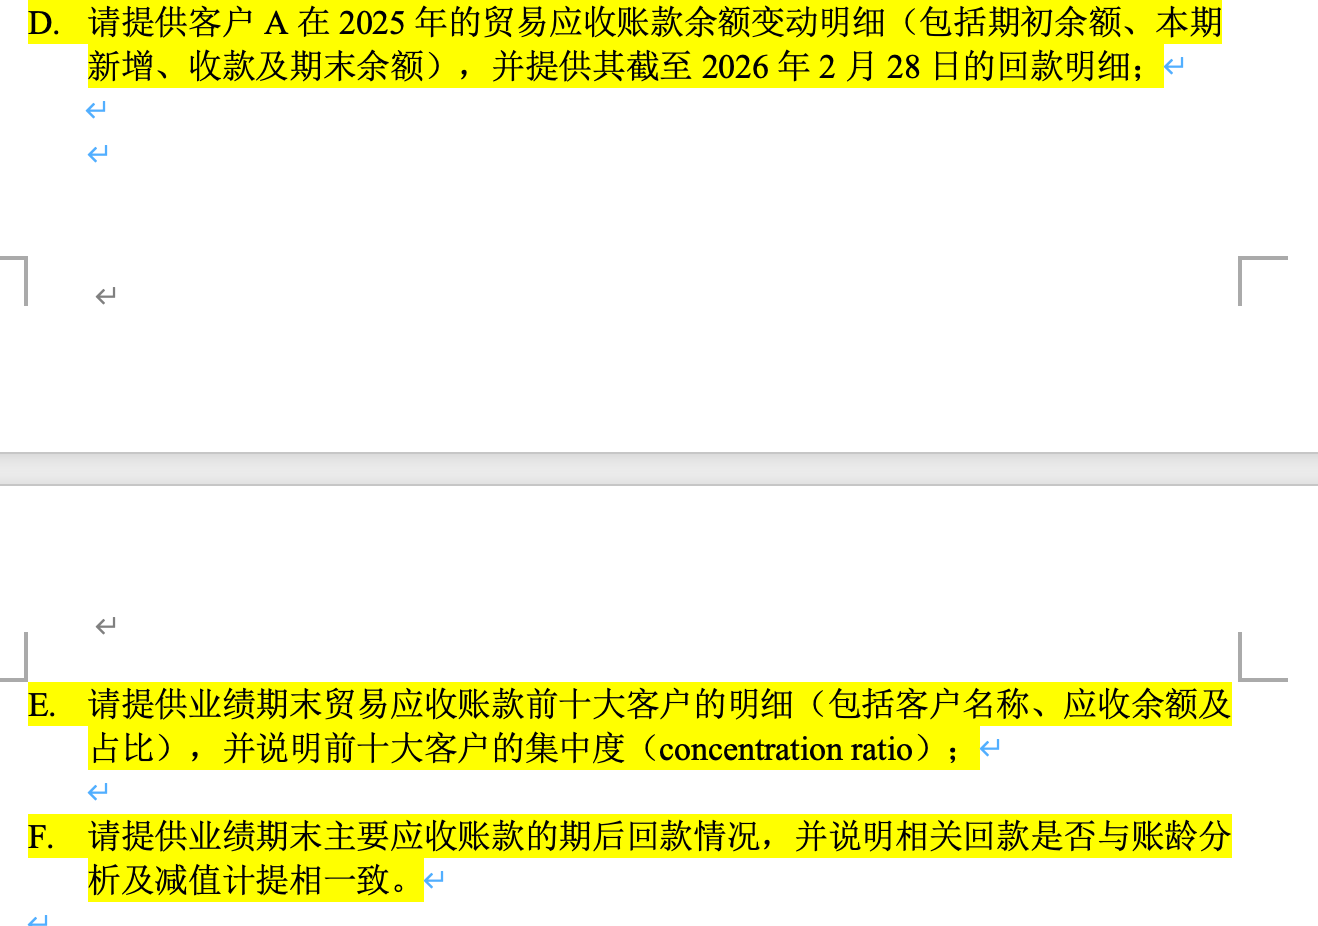 D. 请提供客户 A 在 2025 年的贸易应收账款余额变动明细（包括期初余额、本期
新增、收款及期末余额），并提供其截至 2026 年 2 月 28 日的回款明细；
E. 请提供业绩期末贸易应收账款前十大客户的明细（包括客户名称、应收余额及
占比），并说明前十大客户的集中度（concentration ratio）；
F. 请提供业绩期末主要应收账款的期后回款情况，并说明相关回款是否与账龄分
析及减值计提相一致。